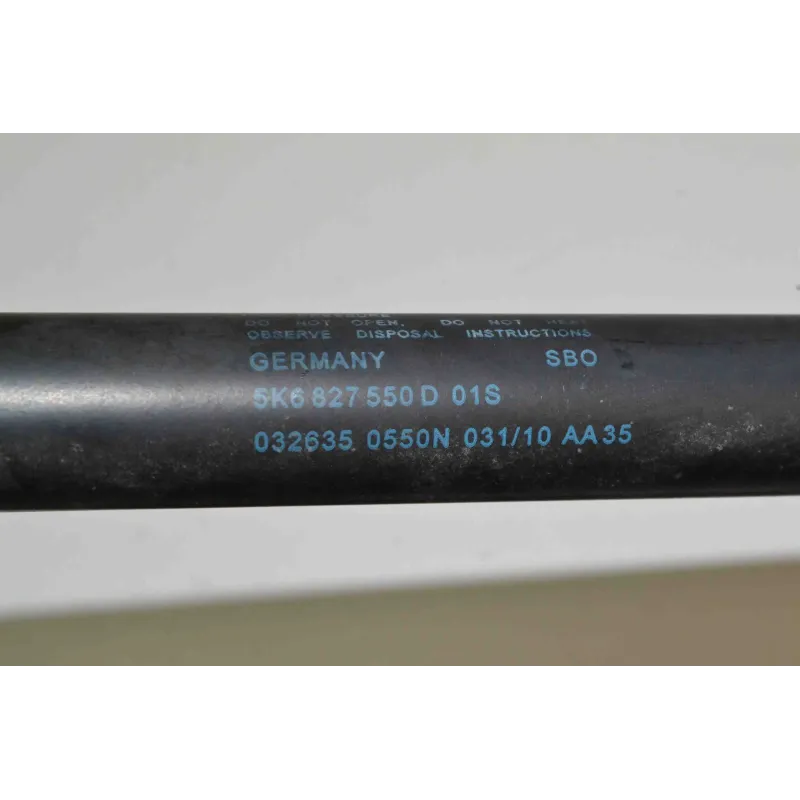 DO NOT OPEN, DO NOT HEAT
OBSERVE DISPOSAL INSTRUCTIONS
GERMANY SBO
5K6 827 550 D 01S
032635 0550N 031/10 AA35